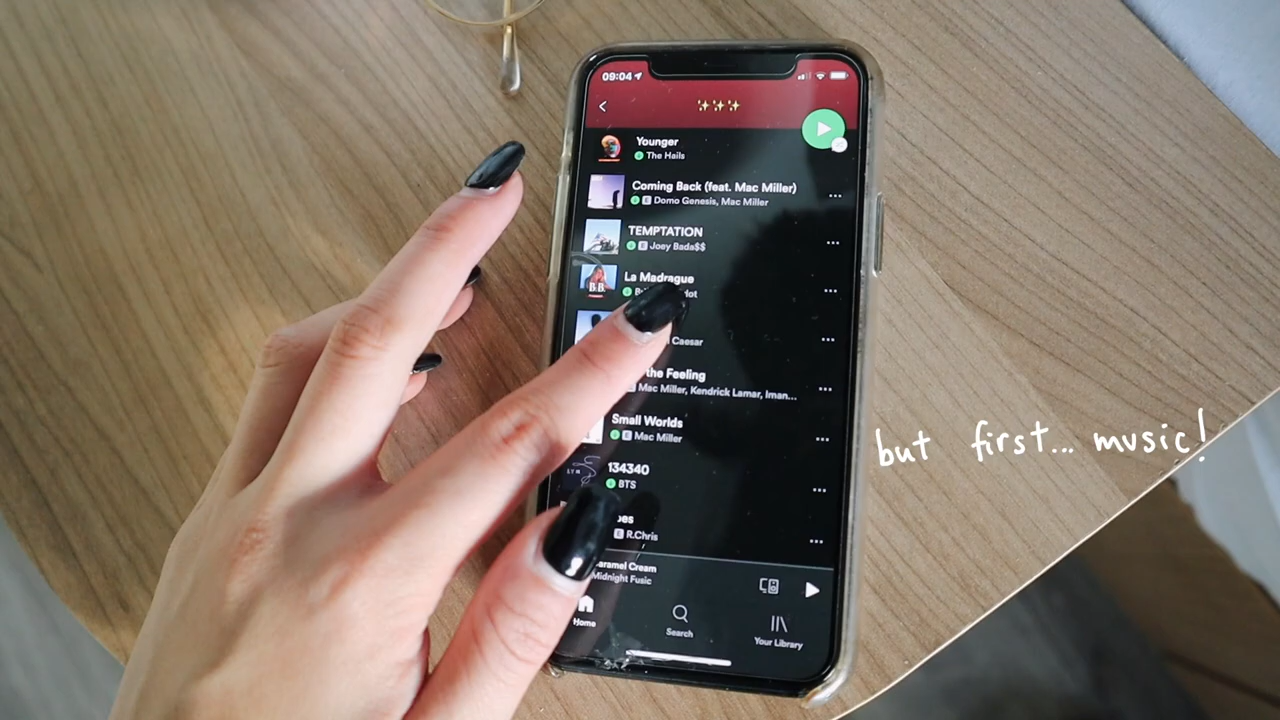 09:04
Younger
The Hails
Coming Back (feat. Mac Miller)
E Domo Genesis, Mac Miller
TEMPTATION
E Joey Bada$$
La Madrague
B.B.
Caesar
the Feeling
Mac Miller, Kendrick Lamar, Iman...
Small Worlds
E Mac Miller
134340
BTS
E R.Chris
Caramel Cream
Midnight Fusic
Home
Search
Your Library
but first... music!